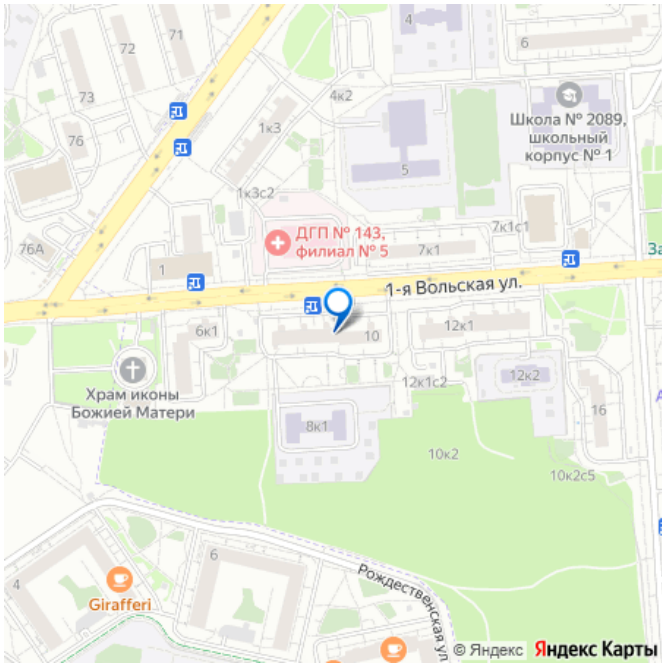 4
6
71
72
73
4к2
Школа № 2089,
школьный
корпус № 1
1к3
76
5
1к3с2
ДГП № 143,
филиал № 5
7к1с1
7к1
76А
За
1
1-я Вольская ул.
6к1
10
12к1
Храм иконы
Божией Матери
12к1с2
12к2
16
8к1
10к2
10к2с5
6
4
Giraffer‌i
Рождественская ул
© Яндекс Яндекс Карты